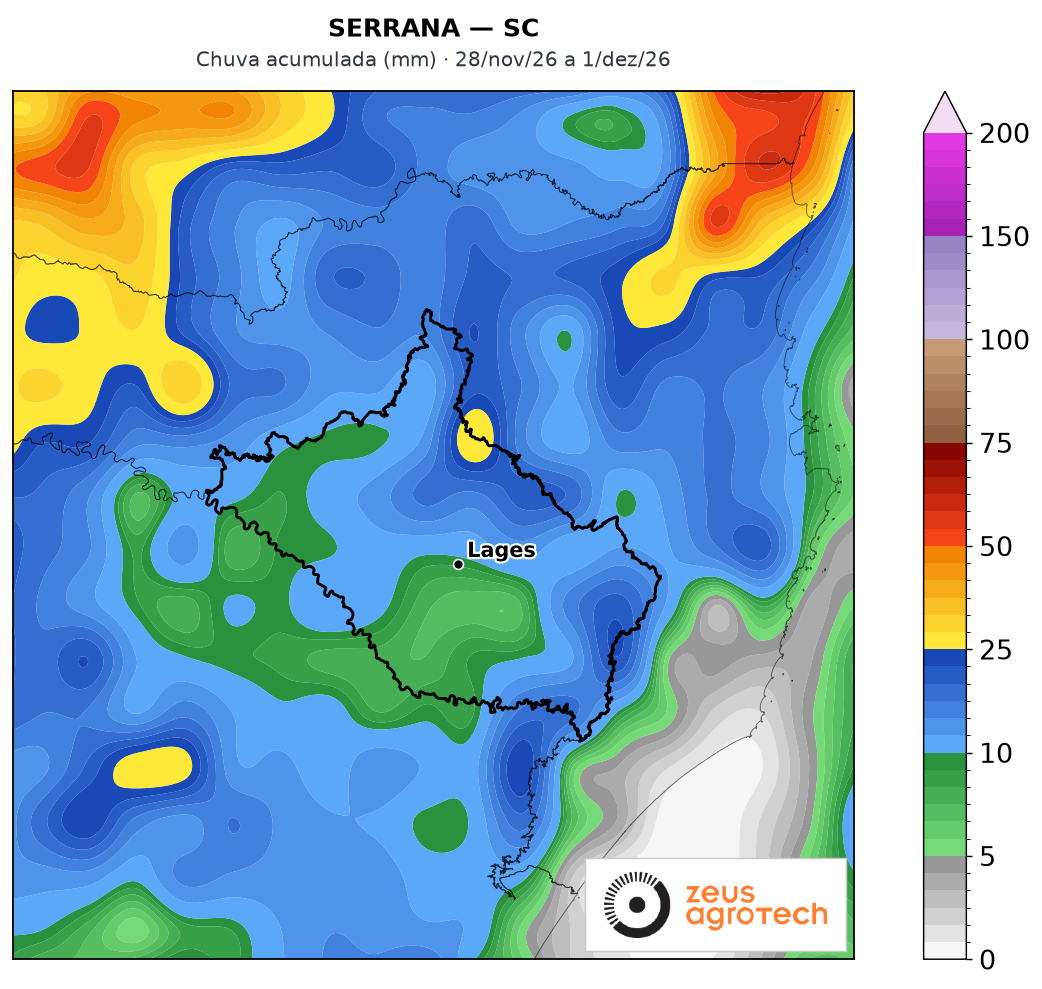 SERRANA — SC
Chuva acumulada (mm) · 28/nov/26 a 1/dez/26
200
150
100
75
50
25
10
5
0
Lages
zeus
agrotech